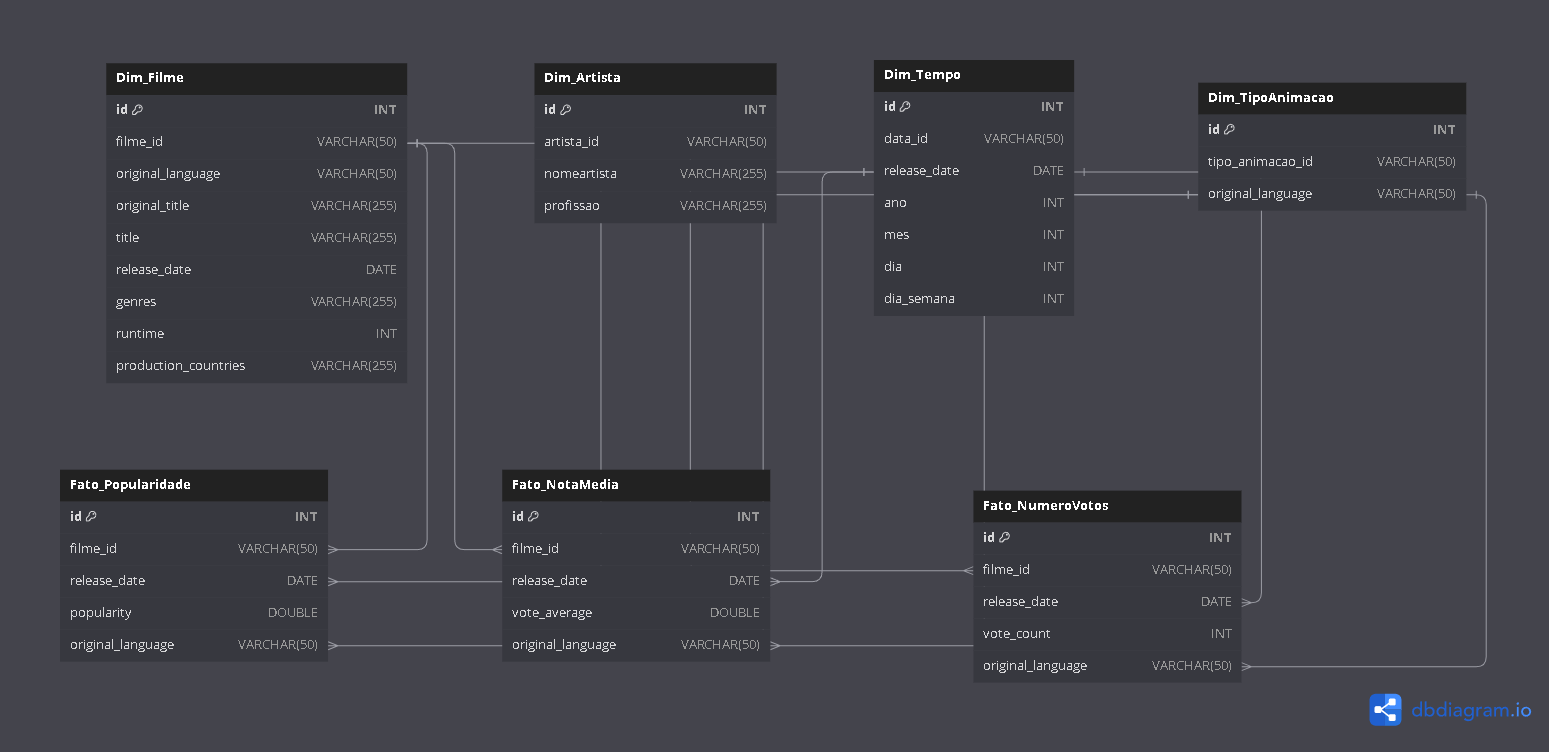 Dim_Filme
id INT
filme_id VARCHAR(50)
original_language VARCHAR(50)
original_title VARCHAR(255)
title VARCHAR(255)
release_date DATE
genres VARCHAR(255)
runtime INT
production_countries VARCHAR(255)
Dim_Artista
id INT
artista_id VARCHAR(50)
nomeartista VARCHAR(255)
profissao VARCHAR(255)
Dim_Tempo
id INT
data_id VARCHAR(50)
release_date DATE
ano INT
mes INT
dia INT
dia_semana INT
Dim_TipoAnimacao
id INT
tipo_animacao_id VARCHAR(50)
original_language VARCHAR(50)
Fato_Popularidade
id INT
filme_id VARCHAR(50)
release_date DATE
popularity DOUBLE
original_language VARCHAR(50)
Fato_NotaMedia
id INT
filme_id VARCHAR(50)
release_date DATE
vote_average DOUBLE
original_language VARCHAR(50)
Fato_NumeroVotos
id INT
filme_id VARCHAR(50)
release_date DATE
vote_count INT
original_language VARCHAR(50)
dbdiagram.io